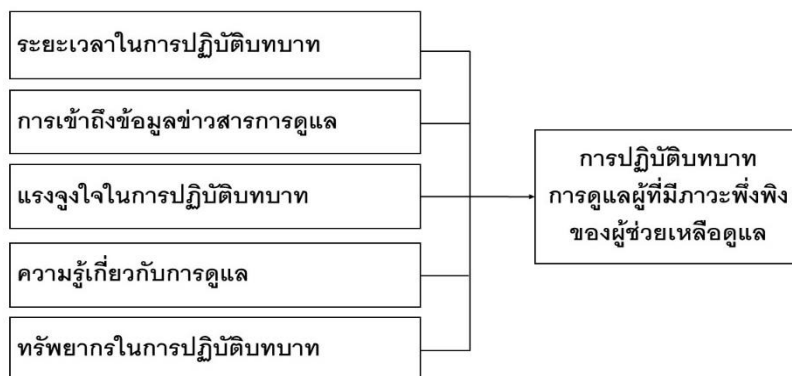 ระยะเวลาในการปฏิบัติบทบาท
การเข้าถึงข้อมูลข่าวสารการดูแล
แรงจูงใจในการปฏิบัติบทบาท
ความรู้เกี่ยวกับการดูแล
ทรัพยากรในการปฏิบัติบทบาท
การปฏิบัติบทบาท
การดูแลผู้ที่มีภาวะพึ่งพิง
ของผู้ช่วยเหลือดูแล